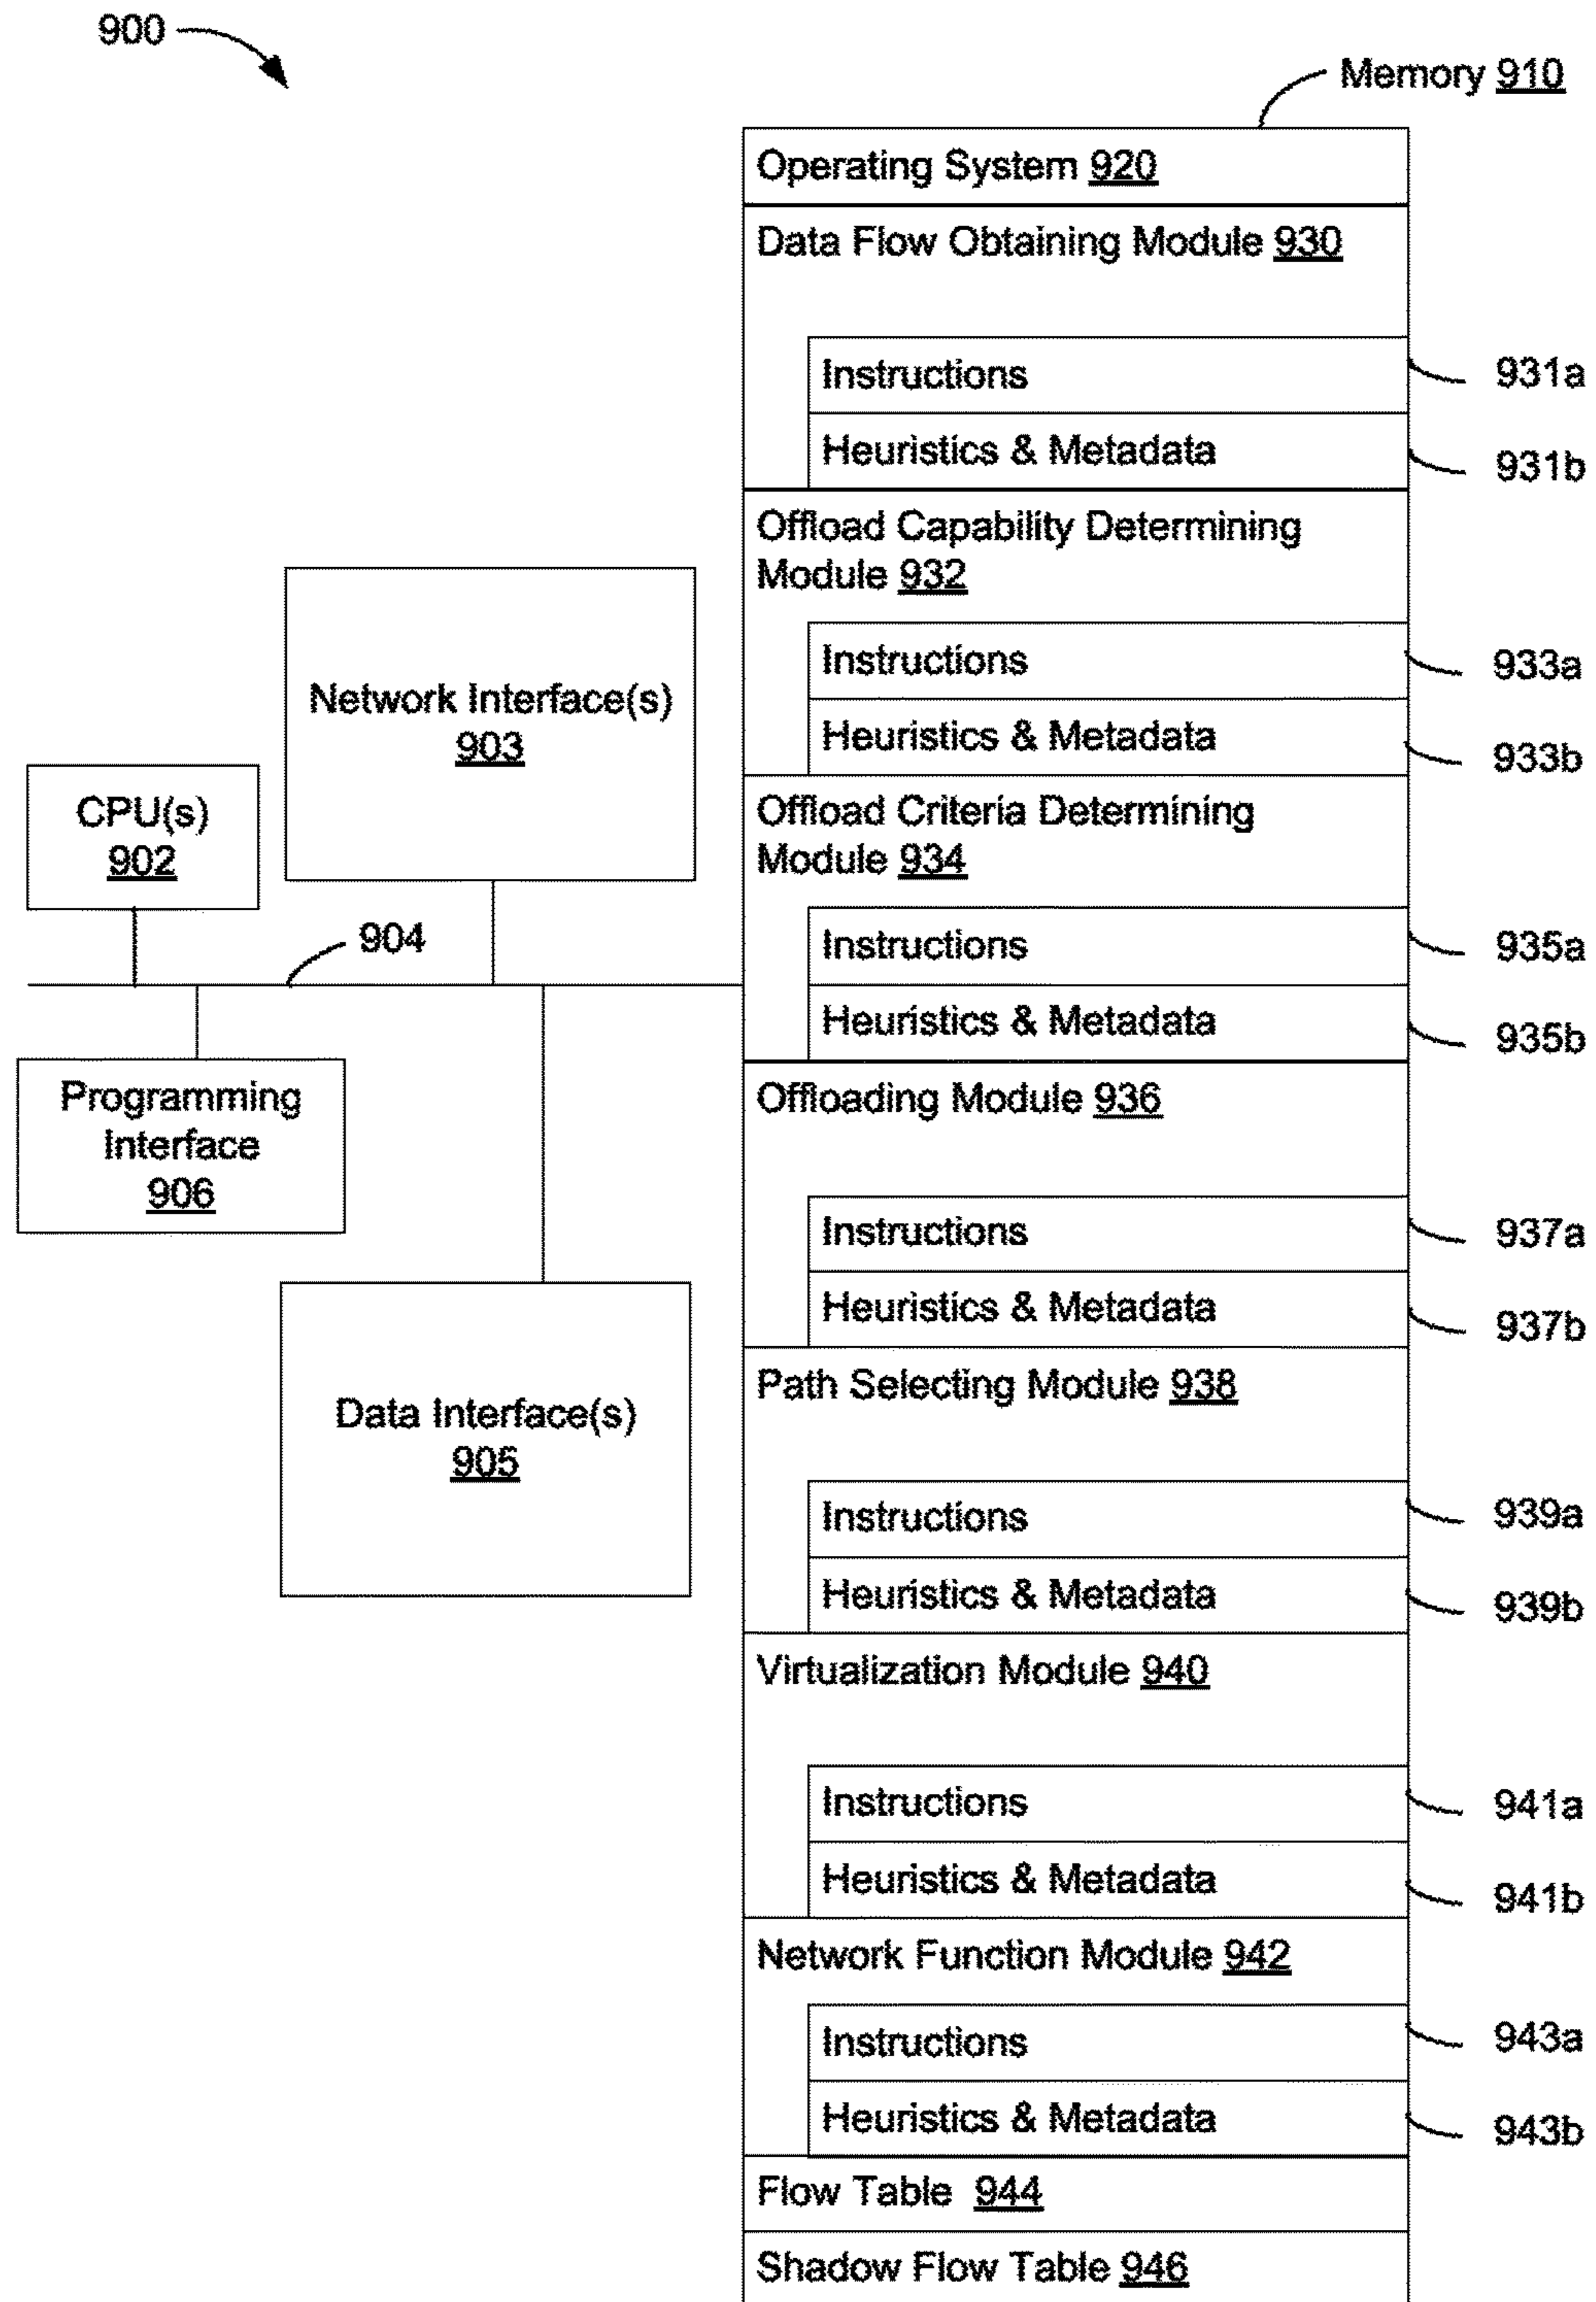 900
Memory 910
Operating System 920
Data Flow Obtaining Module 930
Instructions
931a
Heuristics & Metadata
931b
Offload Capability Determining
Module 932
Instructions
933a
Heuristics & Metadata
933b
Offload Criteria Determining
Module 934
Instructions
935a
Heuristics & Metadata
935b
Offloading Module 936
Instructions
937a
Heuristics & Metadata
937b
Path Selecting Module 938
Instructions
939a
Heuristics & Metadata
939b
Virtualization Module 940
Instructions
941a
Heuristics & Metadata
941b
Network Function Module 942
Instructions
943a
Heuristics & Metadata
943b
Flow Table 944
Shadow Flow Table 946
Network Interface(s)
903
CPU(s)
902
904
Programming
Interface
906
Data Interface(s)
905